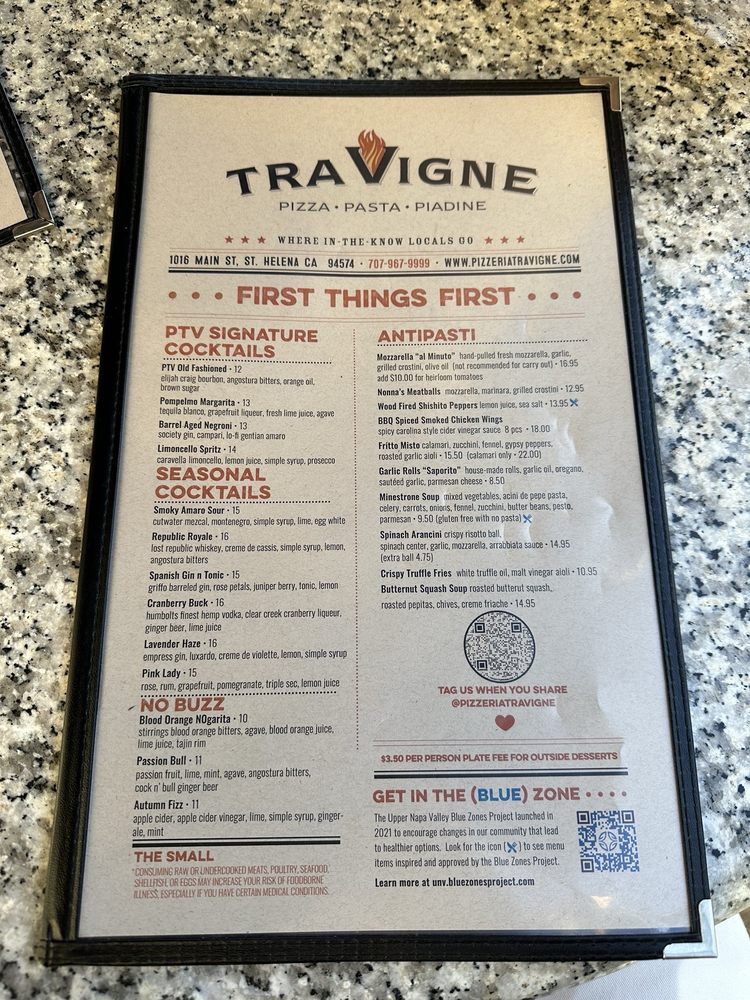 TRAVIGNE
PIZZA • PASTA • PIADINE
★ ★ ★ WHERE IN-THE-KNOW LOCALS GO ★ ★ ★
1016 MAIN ST, ST. HELENA CA 94574 • 707-967-9999 • WWW.PIZZERIATRAVIGNE.COM
• • • FIRST THINGS FIRST • • •
PTV SIGNATURE
COCKTAILS
PTV Old Fashioned • 12
elijah craig bourbon, angostura bitters, orange oil,
brown sugar
Pompelmo Margarita • 13
tequila blanco, grapefruit liqueur, fresh lime juice, agave
Barrel Aged Negroni • 13
society gin, campari, lo-fi gentian amaro
Limoncello Spritz • 14
caravella limoncello, lemon juice, simple syrup, prosecco
SEASONAL
COCKTAILS
Smoky Amaro Sour • 15
cutwater mezcal, montenegro, simple syrup, lime, egg white
Republic Royale • 16
lost republic whiskey, creme de cassis, simple syrup, lemon,
angostura bitters
Spanish Gin n Tonic • 15
griffo barreled gin, rose petals, juniper berry, tonic, lemon
Cranberry Buck • 16
humbolts finest hemp vodka, clear creek cranberry liqueur,
ginger beer, lime juice
Lavender Haze • 16
empress gin, luxardo, creme de violette, lemon, simple syrup
Pink Lady • 15
rose, rum, grapefruit, pomegranate, triple sec, lemon juice
NO BUZZ
Blood Orange NOgarita • 10
stirrings blood orange bitters, agave, blood orange juice,
lime juice, tajin rim
Passion Bull • 11
passion fruit, lime, mint, agave, angostura bitters,
cock n' bull ginger beer
Autumn Fizz • 11
apple cider, apple cider vinegar, lime, simple syrup, ginger-
ale, mint
THE SMALL
*CONSUMING RAW OR UNDERCOOKED MEATS, POULTRY, SEAFOOD,
SHELLFISH, OR EGGS MAY INCREASE YOUR RISK OF FOODBORNE
ILLNESS, ESPECIALLY IF YOU HAVE CERTAIN MEDICAL CONDITIONS.
ANTIPASTI
Mozzarella "al Minuto" hand-pulled fresh mozzarella, garlic,
grilled crostini, olive oil (not recommended for carry out) • 16.95
add $10.00 for heirloom tomatoes
Nonna's Meatballs mozzarella, marinara, grilled crostini • 12.95
Wood Fired Shishito Peppers lemon juice, sea salt • 13.95
BBQ Spiced Smoked Chicken Wings
spicy carolina style cider vinegar sauce 8 pcs • 18.00
Fritto Misto calamari, zucchini, fennel, gypsy peppers,
roasted garlic aioli • 15.50 (calamari only • 22.00)
Garlic Rolls "Saporito" house-made rolls, garlic oil, oregano,
sautéed garlic, parmesan cheese • 8.50
Minestrone Soup mixed vegetables, acini de pepe pasta,
celery, carrots, onions, fennel, zucchini, butter beans, pesto,
parmesan • 9.50 (gluten free with no pasta)
Spinach Arancini crispy risotto ball,
spinach center, garlic, mozzarella, arrabbiata sauce • 14.95
(extra ball 4.75)
Crispy Truffle Fries white truffle oil, malt vinegar aioli • 10.95
Butternut Squash Soup roasted butterut squash,
roasted pepitas, chives, creme friache • 14.95
TAG US WHEN YOU SHARE
@PIZZERIATRAVIGNE
$3.50 PER PERSON PLATE FEE FOR OUTSIDE DESSERTS
GET IN THE (BLUE) ZONE • • • •
The Upper Napa Valley Blue Zones Project launched in
2021 to encourage changes in our community that lead
to healthier options. Look for the icon ( ) to see menu
items inspired and approved by the Blue Zones Project.
Learn more at unv.bluezonesproject.com